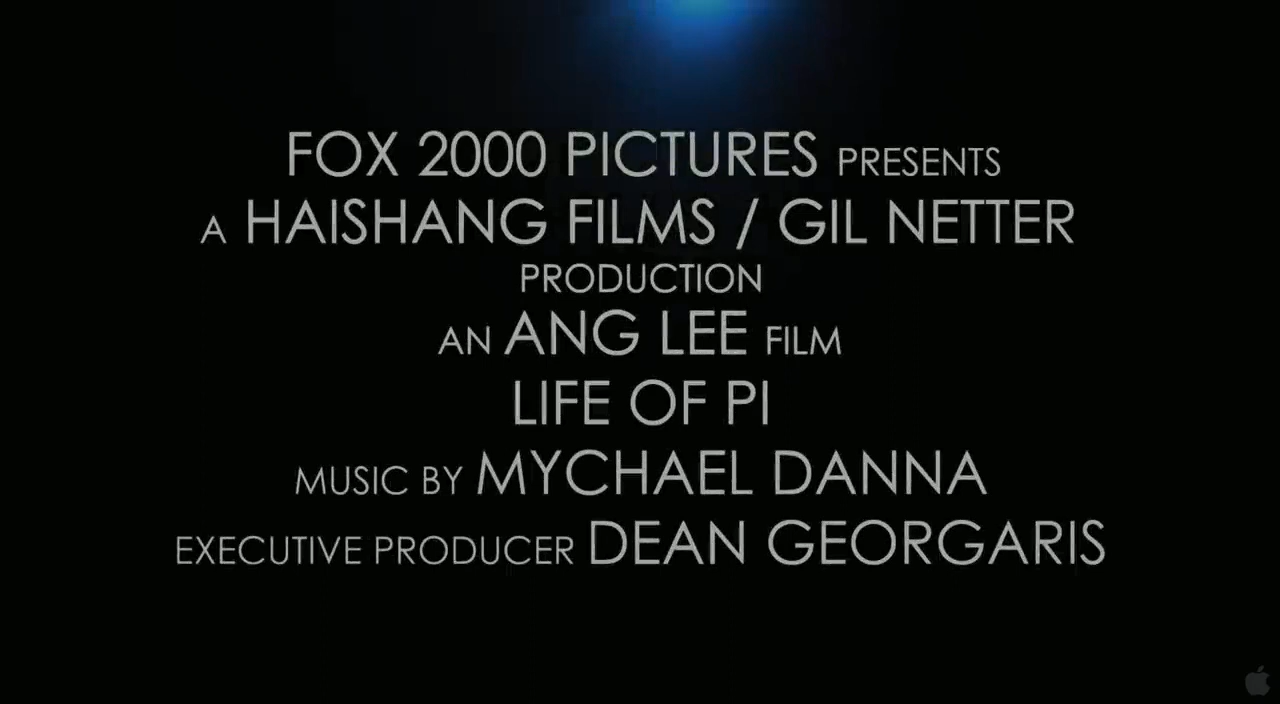 FOX 2000 PICTURES PRESENTS
A HAISHANG FILMS / GIL NETTER
PRODUCTION
AN ANG LEE FILM
LIFE OF PI
MUSIC BY MYCHAEL DANNA
EXECUTIVE PRODUCER DEAN GEORGARIS